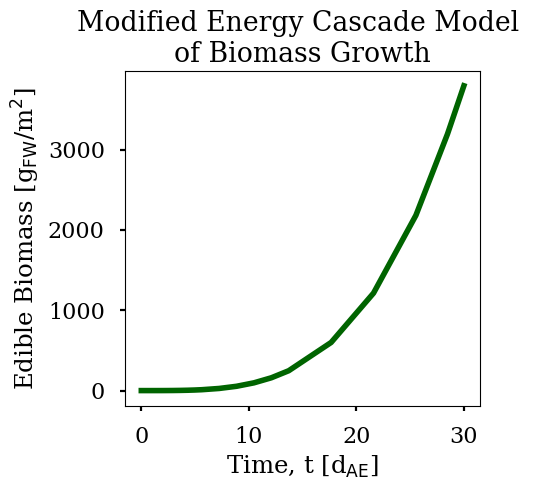 Modified Energy Cascade Model
of Biomass Growth
Edible Biomass [g_FW/m²]
3000
2000
1000
0
0 10 20 30
Time, t [d_AE]